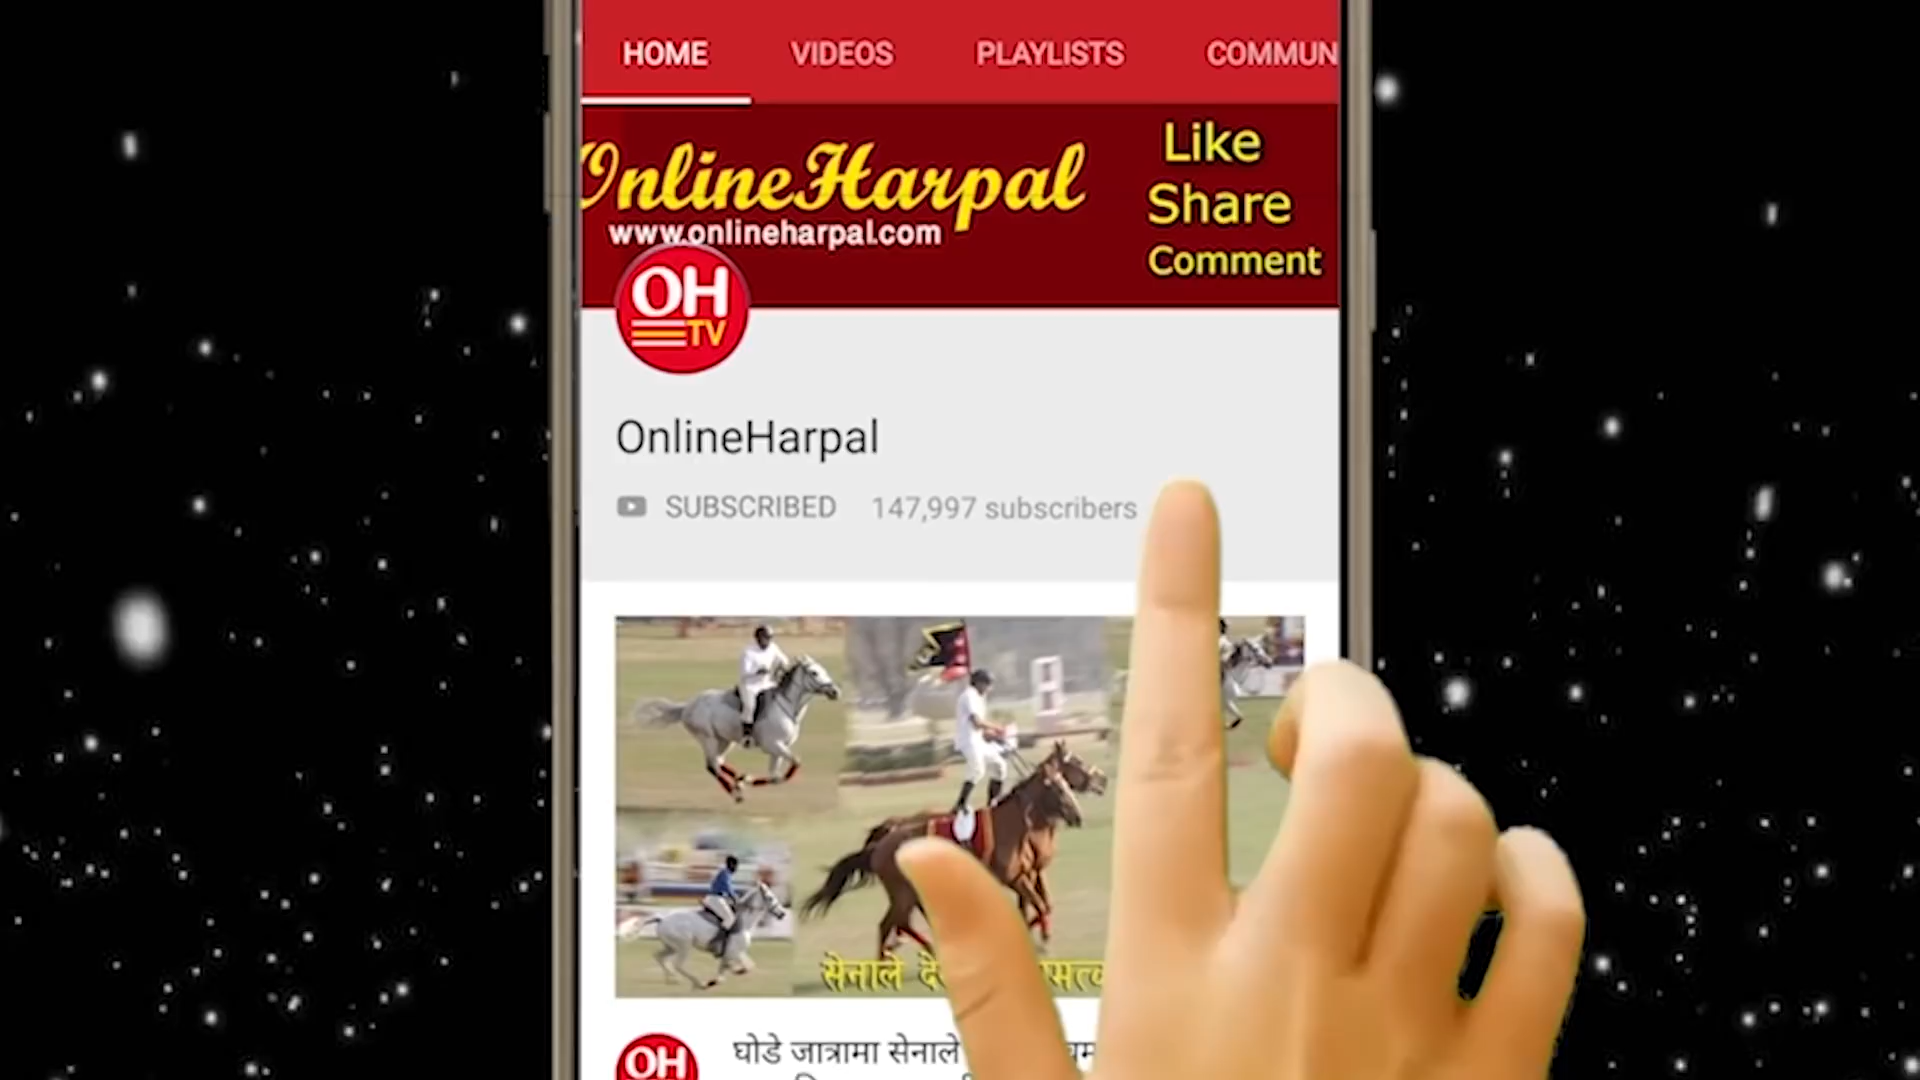 HOME VIDEOS PLAYLISTS COMMUN
OnlineHarpal
www.onlineharpal.com
Like
Share
Comment
OH
TV
OnlineHarpal
SUBSCRIBED 147,997 subscribers
सेनाले
OH
घोडे जात्रामा सेनाले